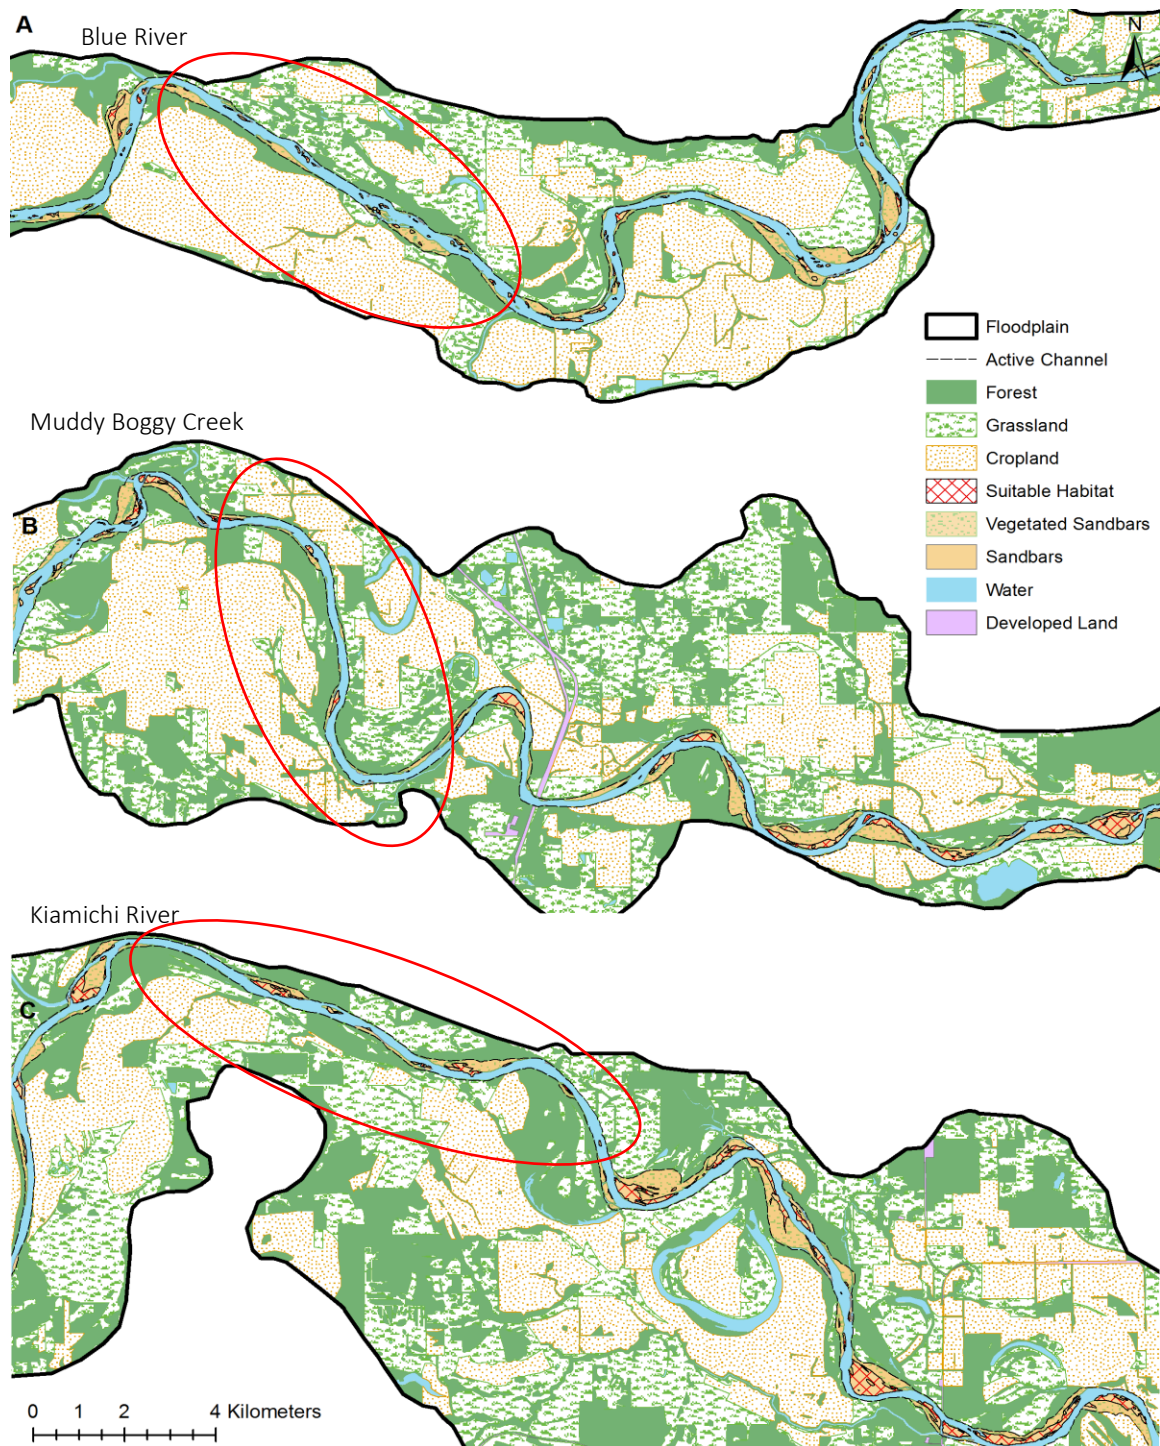 A
Blue River
N
Floodplain
Active Channel
Forest
Grassland
Cropland
Suitable Habitat
Vegetated Sandbars
Sandbars
Water
Developed Land
Muddy Boggy Creek
B
Kiamichi River
C
0 1 2 4 Kilometers